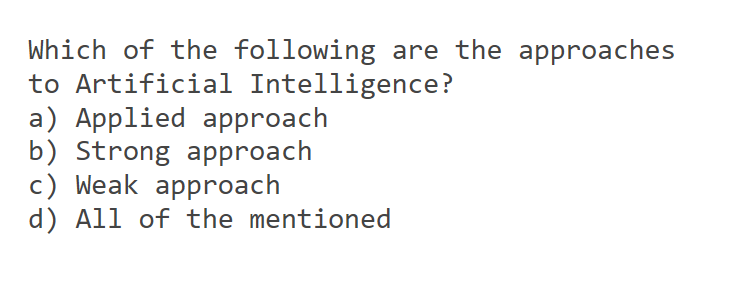 Which of the following are the approaches
to Artificial Intelligence?
a) Applied approach
b) Strong approach
c) Weak approach
d) All of the mentioned